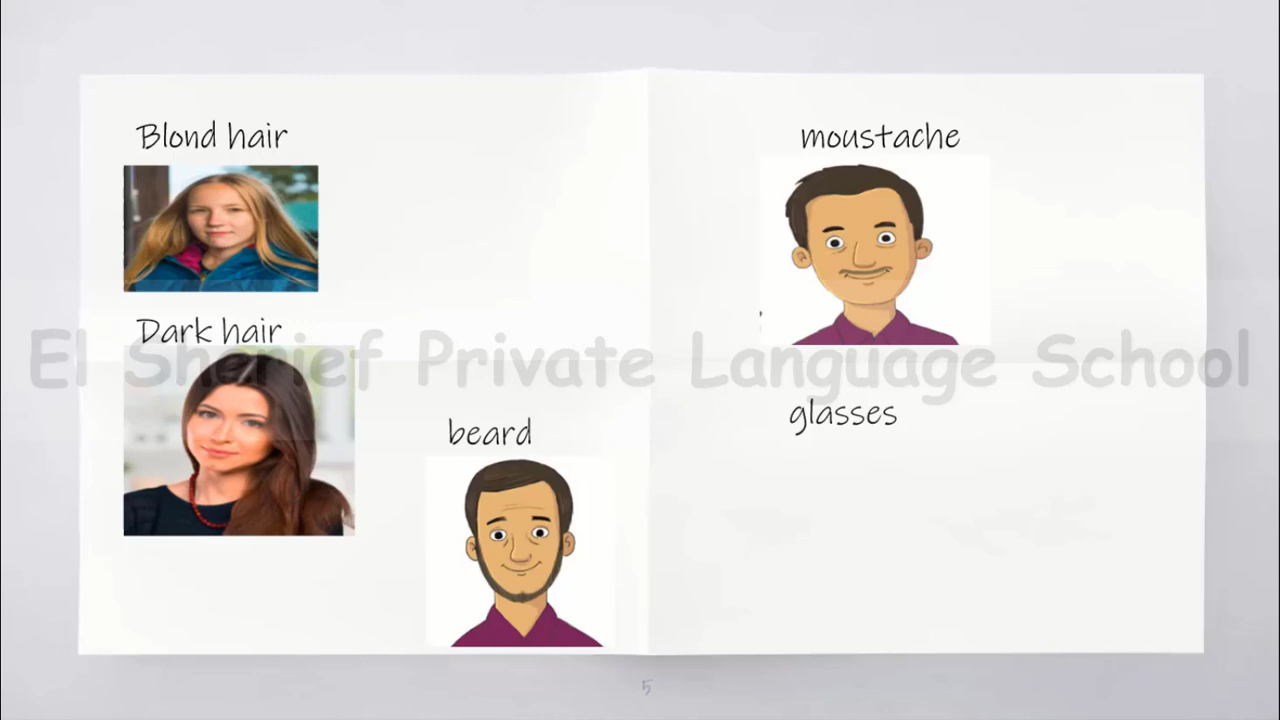 Blond hair
Dark hair
beard
moustache
glasses
El Sherief Private Language School
5